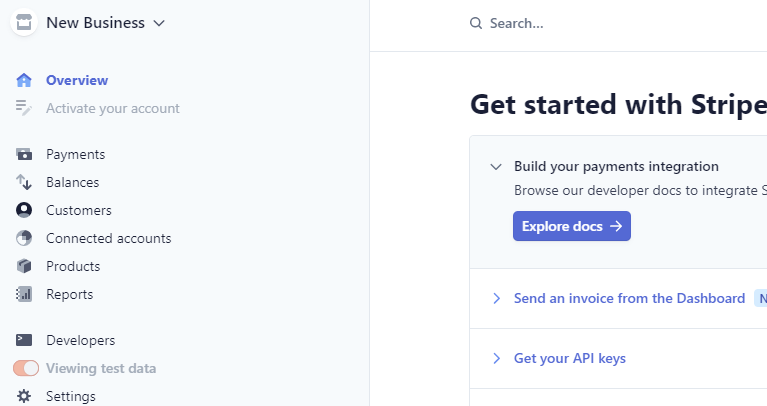 New Business
Overview
Activate your account
Payments
Balances
Customers
Connected accounts
Products
Reports
Developers
Viewing test data
Settings
Search...
Get started with Stripe
Build your payments integration
Browse our developer docs to integrate S
Explore docs →
Send an invoice from the Dashboard N
Get your API keys